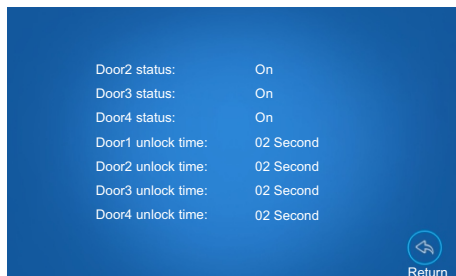 Door2 status: On
Door3 status: On
Door4 status: On
Door1 unlock time: 02 Second
Door2 unlock time: 02 Second
Door3 unlock time: 02 Second
Door4 unlock time: 02 Second
Return